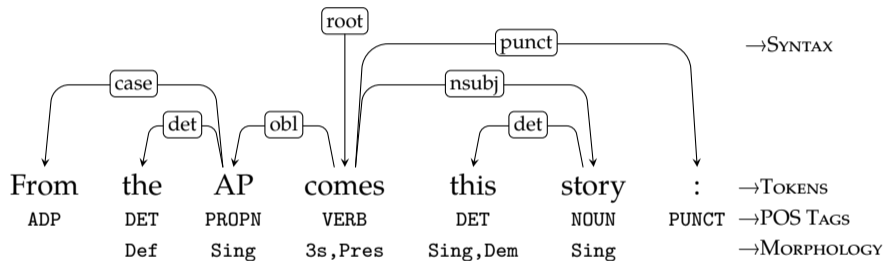 root
punct →SYNTAX
case nsubj
det obl det
From the AP comes this story : →TOKENS
ADP DET PROPN VERB DET NOUN PUNCT →POS TAGS
Def Sing 3s,Pres Sing,Dem Sing →MORPHOLOGY